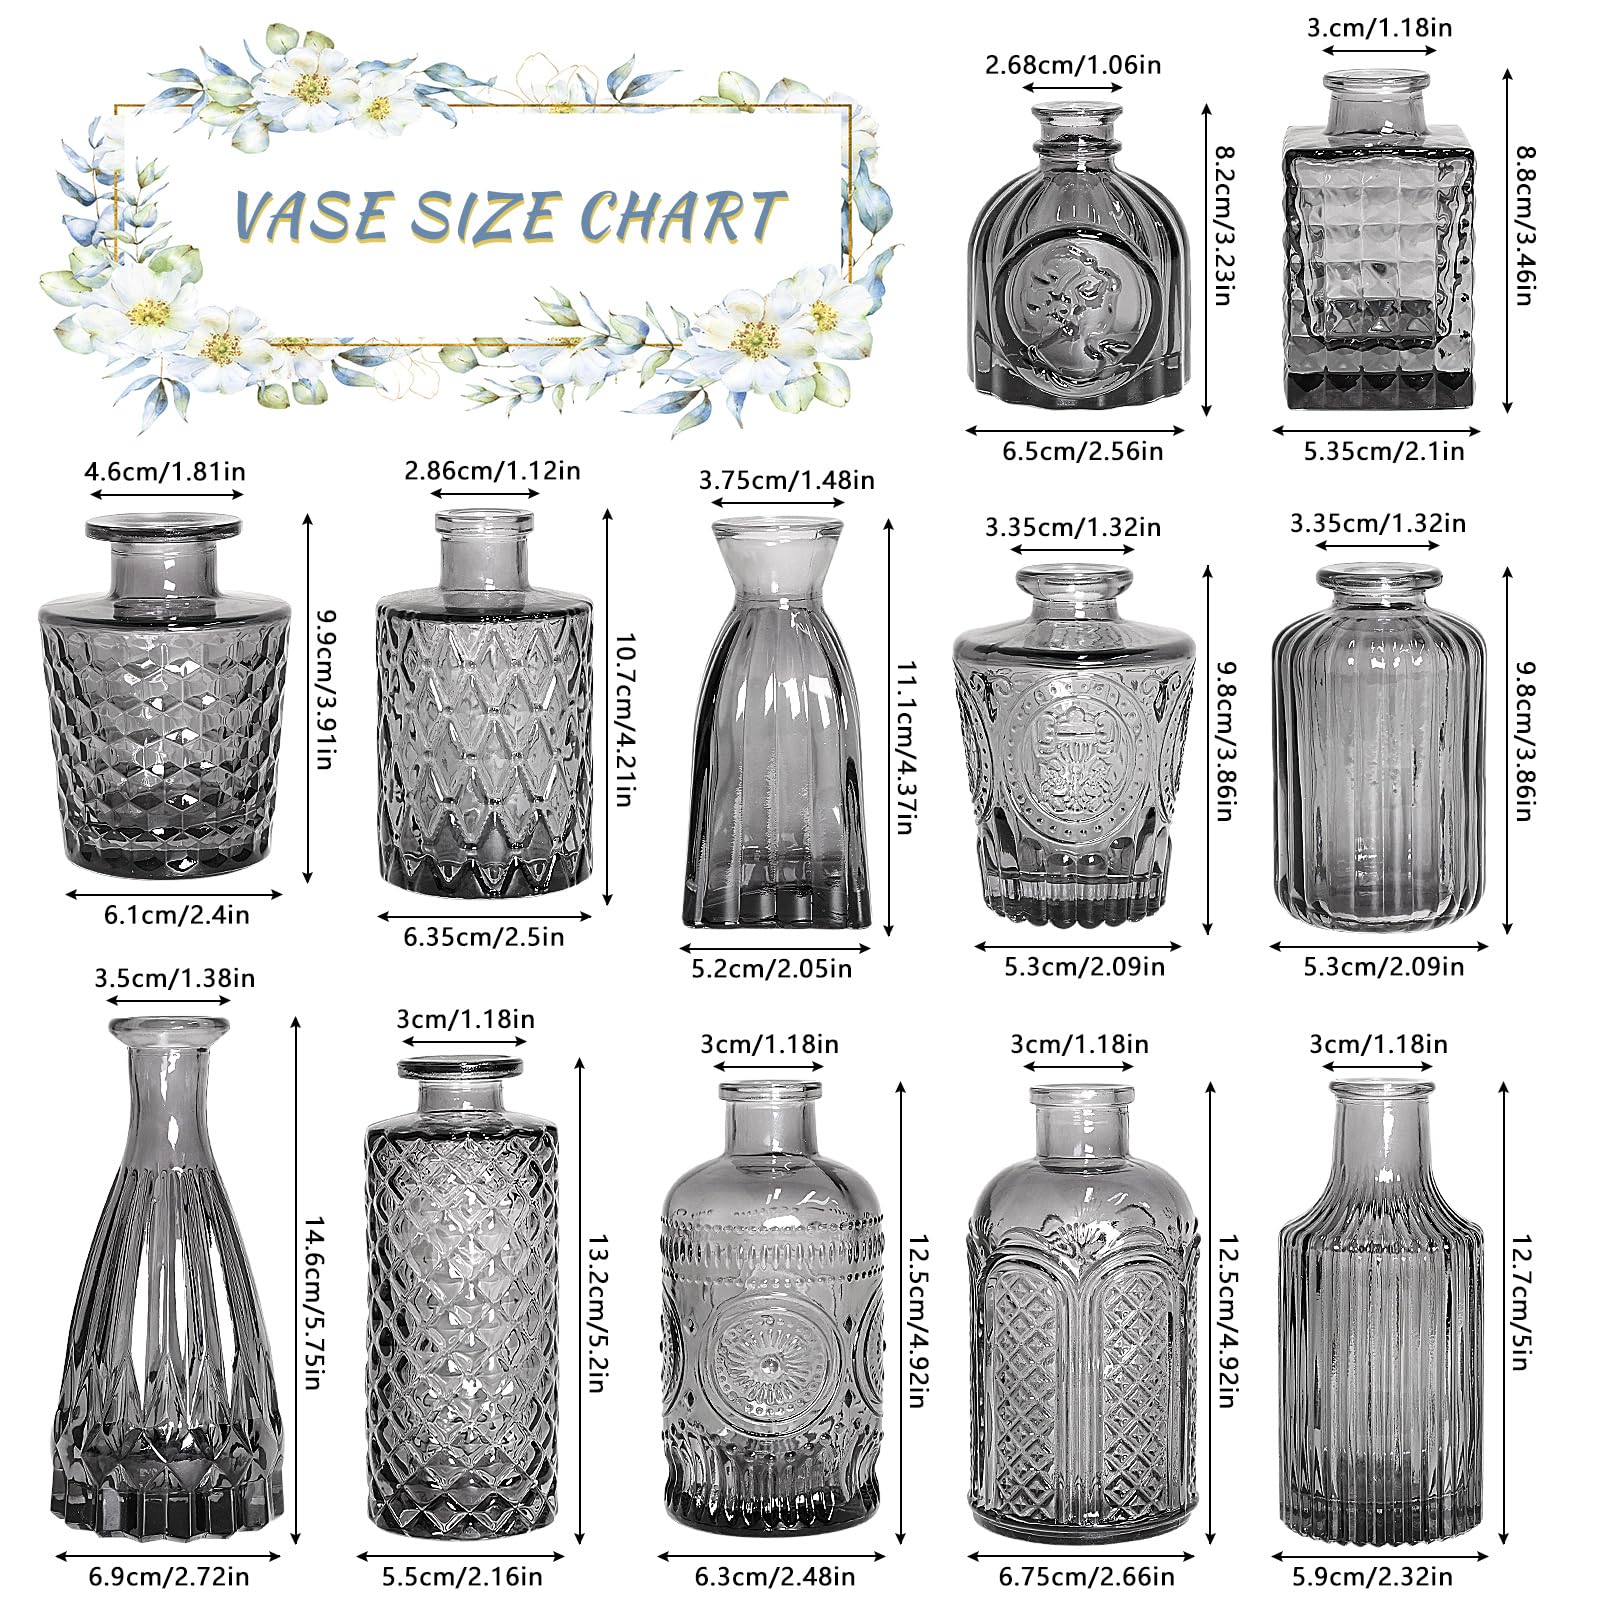 VASE SIZE CHART
2.68cm/1.06in
8.2cm/3.23in
6.5cm/2.56in
3.cm/1.18in
8.8cm/3.46in
5.35cm/2.1in
4.6cm/1.81in
9.9cm/3.91in
6.1cm/2.4in
2.86cm/1.12in
10.7cm/4.21in
6.35cm/2.5in
3.75cm/1.48in
11.1cm/4.37in
5.2cm/2.05in
3.35cm/1.32in
9.8cm/3.86in
5.3cm/2.09in
3.35cm/1.32in
9.8cm/3.86in
5.3cm/2.09in
3.5cm/1.38in
14.6cm/5.75in
6.9cm/2.72in
3cm/1.18in
13.2cm/5.2in
5.5cm/2.16in
3cm/1.18in
12.5cm/4.92in
6.3cm/2.48in
3cm/1.18in
12.5cm/4.92in
6.75cm/2.66in
3cm/1.18in
12.7cm/5in
5.9cm/2.32in